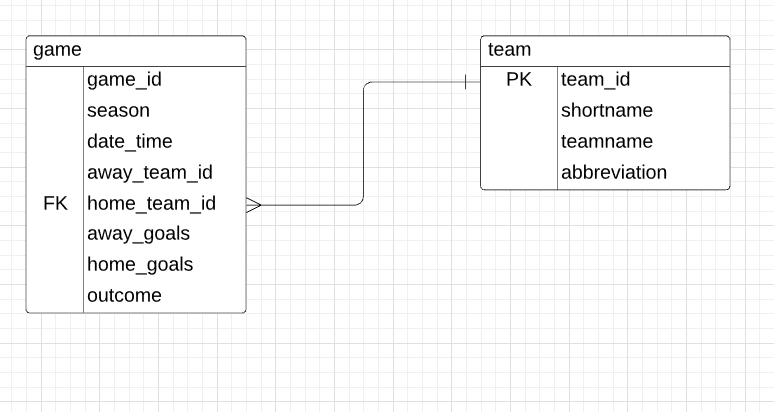 game
game_id
season
date_time
away_team_id
FK home_team_id
away_goals
home_goals
outcome
team
PK team_id
shortname
teamname
abbreviation